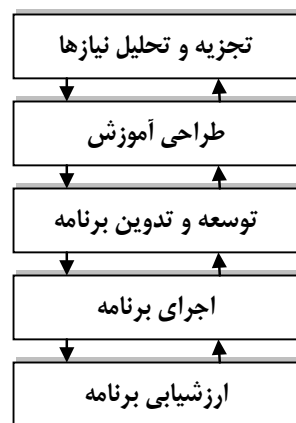 تجزیه و تحلیل نیازها
طراحی آموزش
توسعه و تدوین برنامه
اجرای برنامه
ارزشیابی برنامه